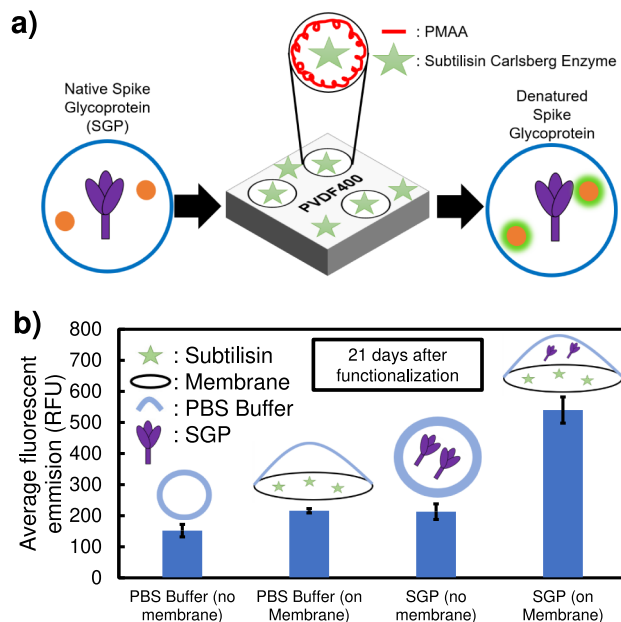 a)
: PMAA
: Subtilisin Carlsberg Enzyme
Native Spike
Glycoprotein
(SGP)
Denatured
Spike
Glycoprotein
PVDF400
b)
800
700
600
500
400
300
200
100
0
Average fluorescent
emmision (RFU)
: Subtilisin
: Membrane
: PBS Buffer
: SGP
21 days after
functionalization
PBS Buffer (no
membrane)
PBS Buffer (on
Membrane)
SGP (no
membrane)
SGP (on
Membrane)